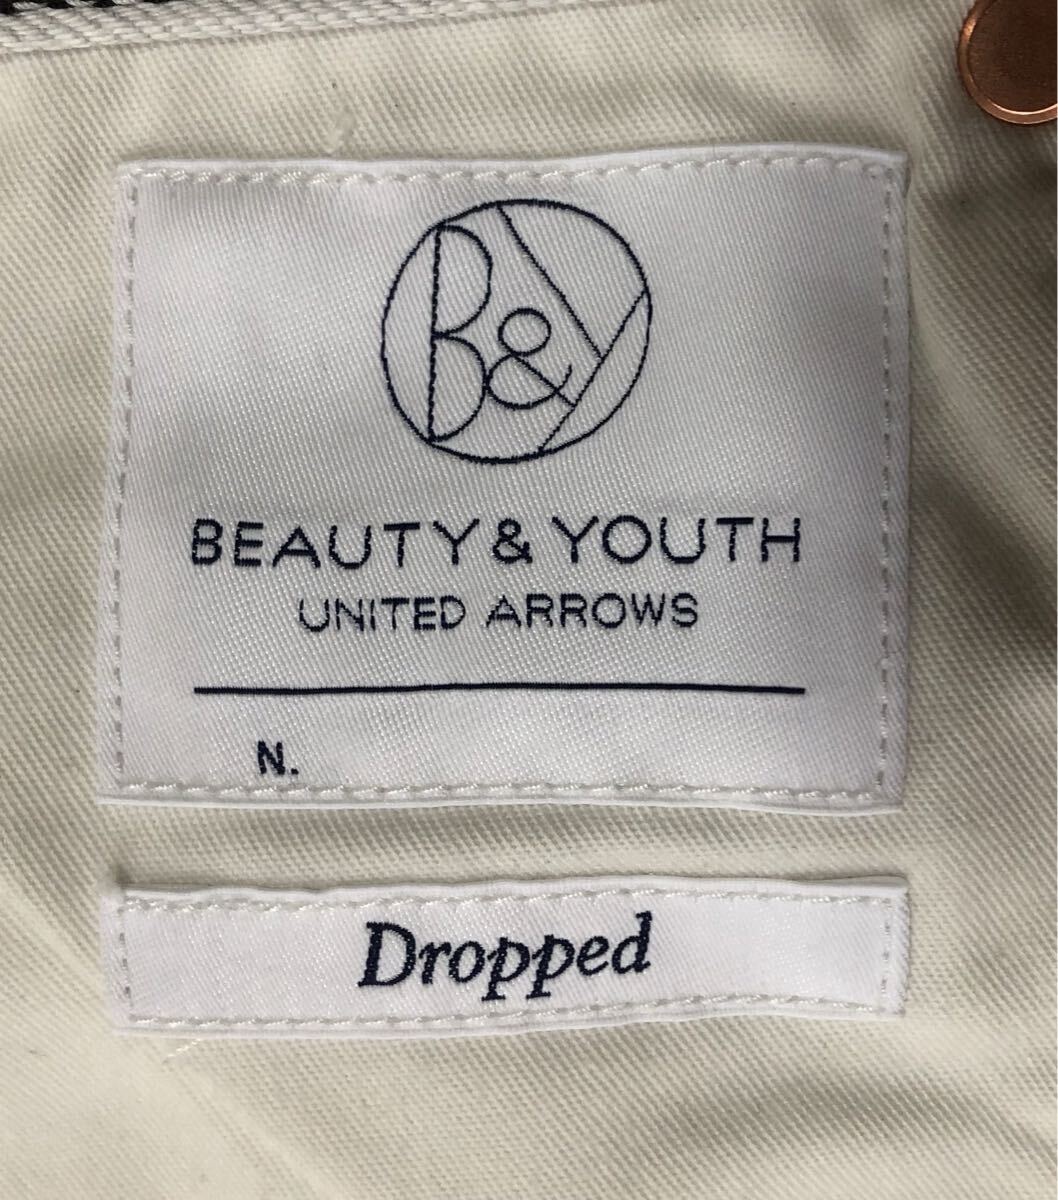 B&Y
BEAUTY & YOUTH
UNITED ARROWS
N.
Dropped